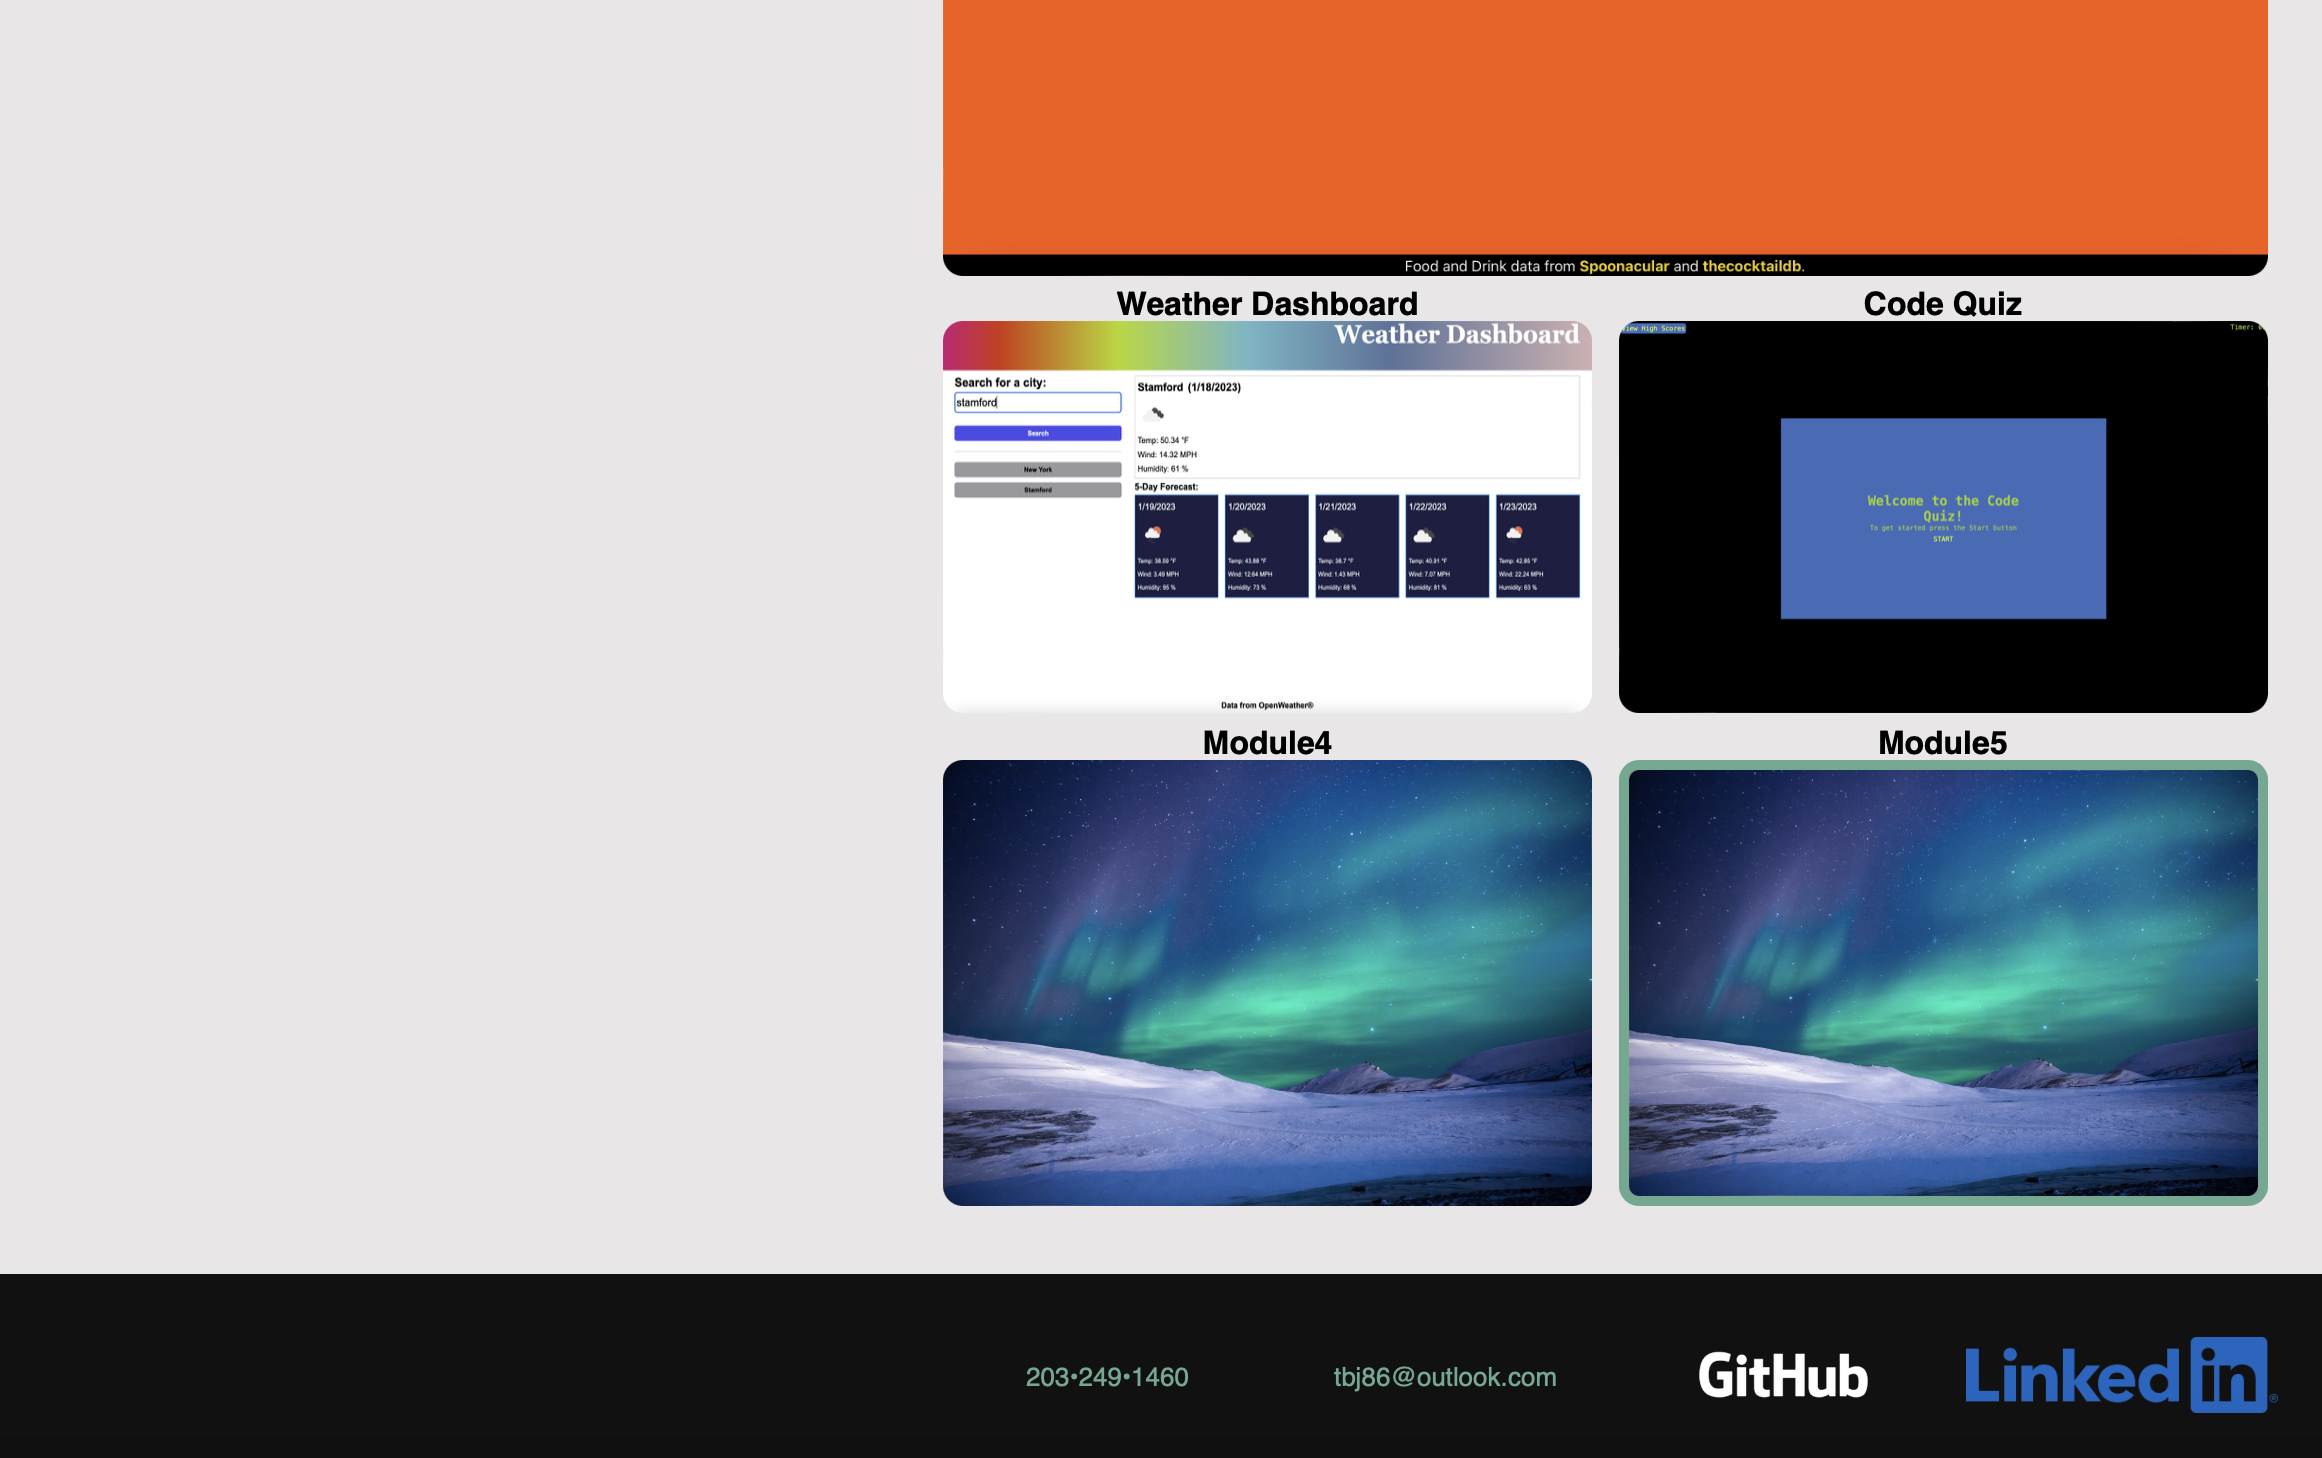 Food and Drink data from Spoonacular and thecocktaildb.
Weather Dashboard
Code Quiz
Weather Dashboard
Search for a city:
stamford
Search
New York
Stamford
Stamford (1/18/2023)
Temp: 50.34 °F
Wind: 14.32 MPH
Humidity: 61 %
5-Day Forecast:
1/19/2023
Temp: 38.59 °F
Wind: 3.49 MPH
Humidity: 95 %
1/20/2023
Temp: 43.88 °F
Wind: 12.64 MPH
Humidity: 73 %
1/21/2023
Temp: 38.7 °F
Wind: 1.43 MPH
Humidity: 68 %
1/22/2023
Temp: 40.91 °F
Wind: 7.07 MPH
Humidity: 81 %
1/23/2023
Temp: 42.85 °F
Wind: 22.24 MPH
Humidity: 63 %
Data from OpenWeather®
View High Scores
Timer:
Welcome to the Code
Quiz!
To get started press the Start button
START
Module4
Module5
203•249•1460
tbj86@outlook.com
GitHub
Linked in®